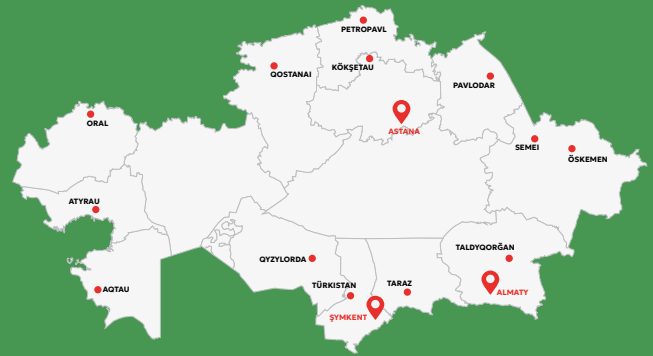 PETROPAVL
KÖKŞETAU
QOSTANAI
PAVLODAR
ASTANA
ORAL
SEMEI
ÖSKEMEN
ATYRAU
TALDYQORĞAN
QYZYLORDA
AQTAU
TÜRKISTAN
TARAZ
ALMATY
ŞYMKENT